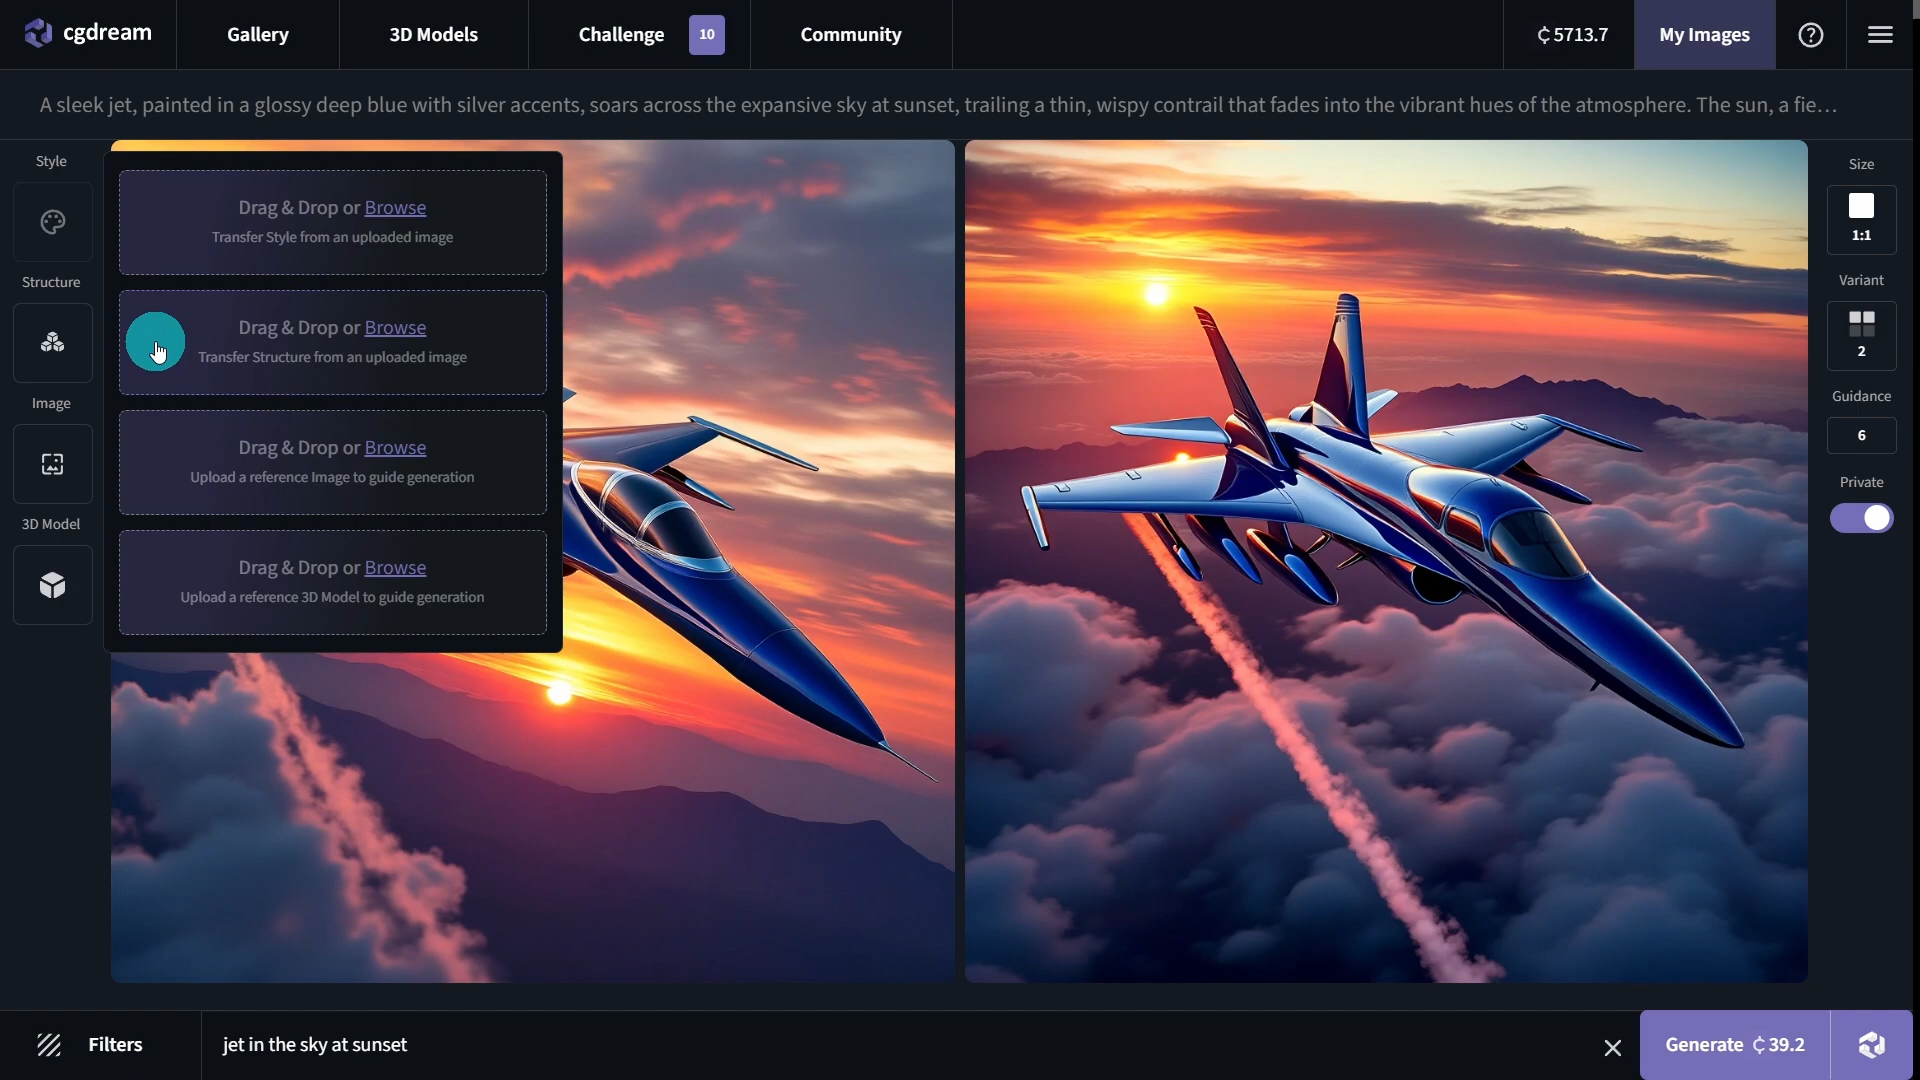 cgdream
Gallery
3D Models
Challenge 10
Community
₵ 5713.7
My Images
A sleek jet, painted in a glossy deep blue with silver accents, soars across the expansive sky at sunset, trailing a thin, wispy contrail that fades into the vibrant hues of the atmosphere. The sun, a fie…
Style
Structure
Image
3D Model
Drag & Drop or Browse
Transfer Style from an uploaded image
Drag & Drop or Browse
Transfer Structure from an uploaded image
Drag & Drop or Browse
Upload a reference Image to guide generation
Drag & Drop or Browse
Upload a reference 3D Model to guide generation
Size
1:1
Variant
2
Guidance
6
Private
Filters
jet in the sky at sunset
Generate ₵ 39.2